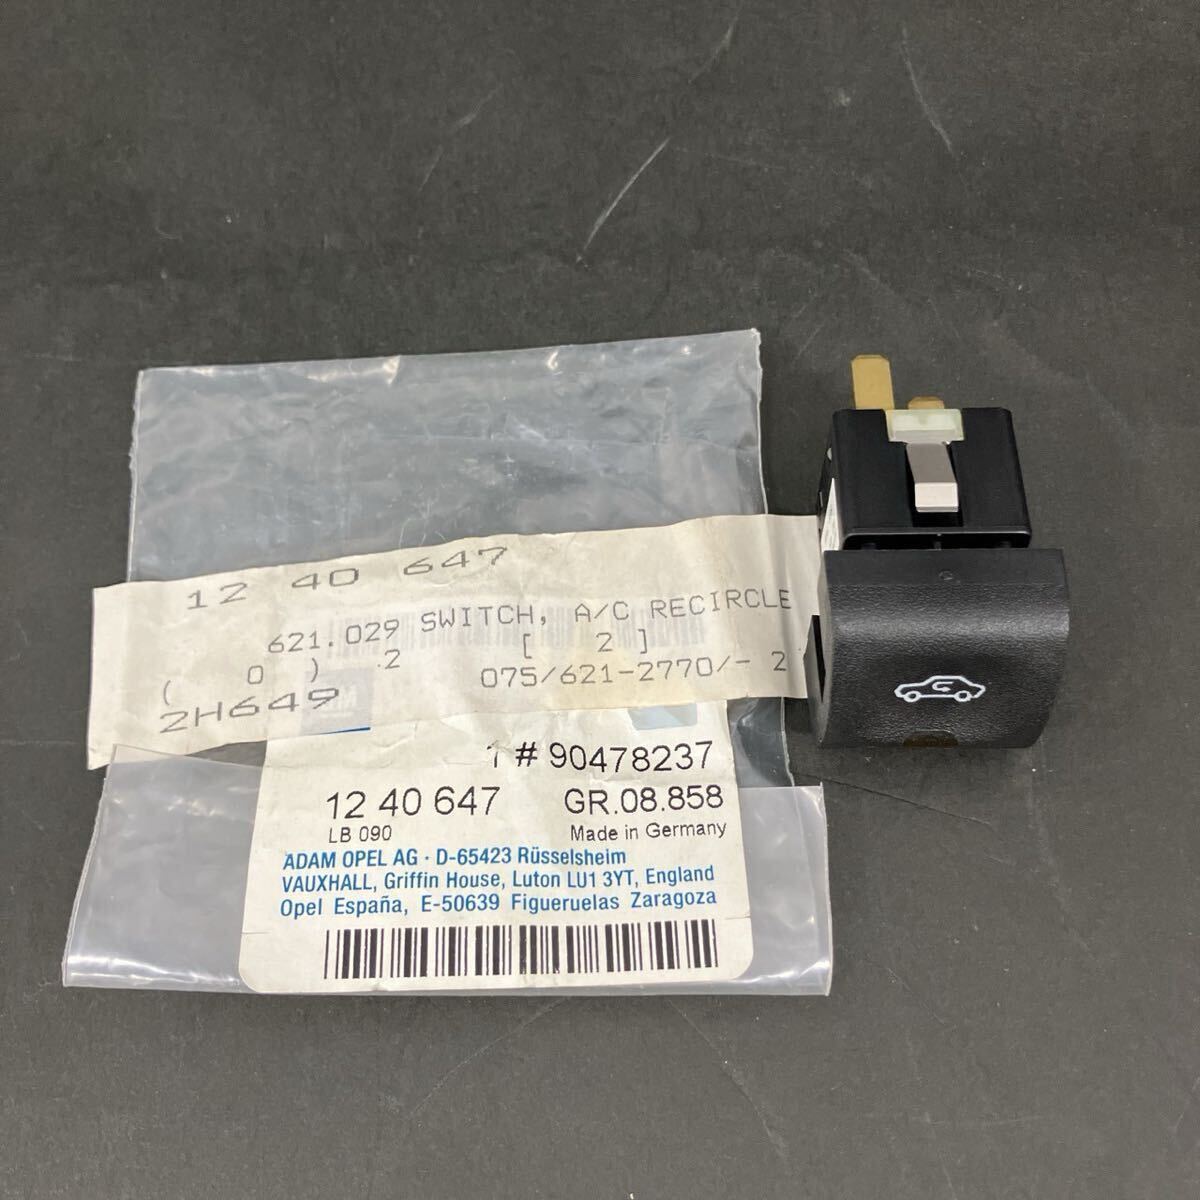 12 40 647
621.029 SWITCH, A/C RECIRCLE
( 0 ) .2 [ 2 ]
2H649 075/621-2770/- 2
1 # 90478237
12 40 647 GR.08.858
LB 090 Made in Germany
ADAM OPEL AG · D-65423 Rüsselsheim
VAUXHALL, Griffin House, Luton LU1 3YT, England
Opel España, E-50639 Figueruelas Zaragoza